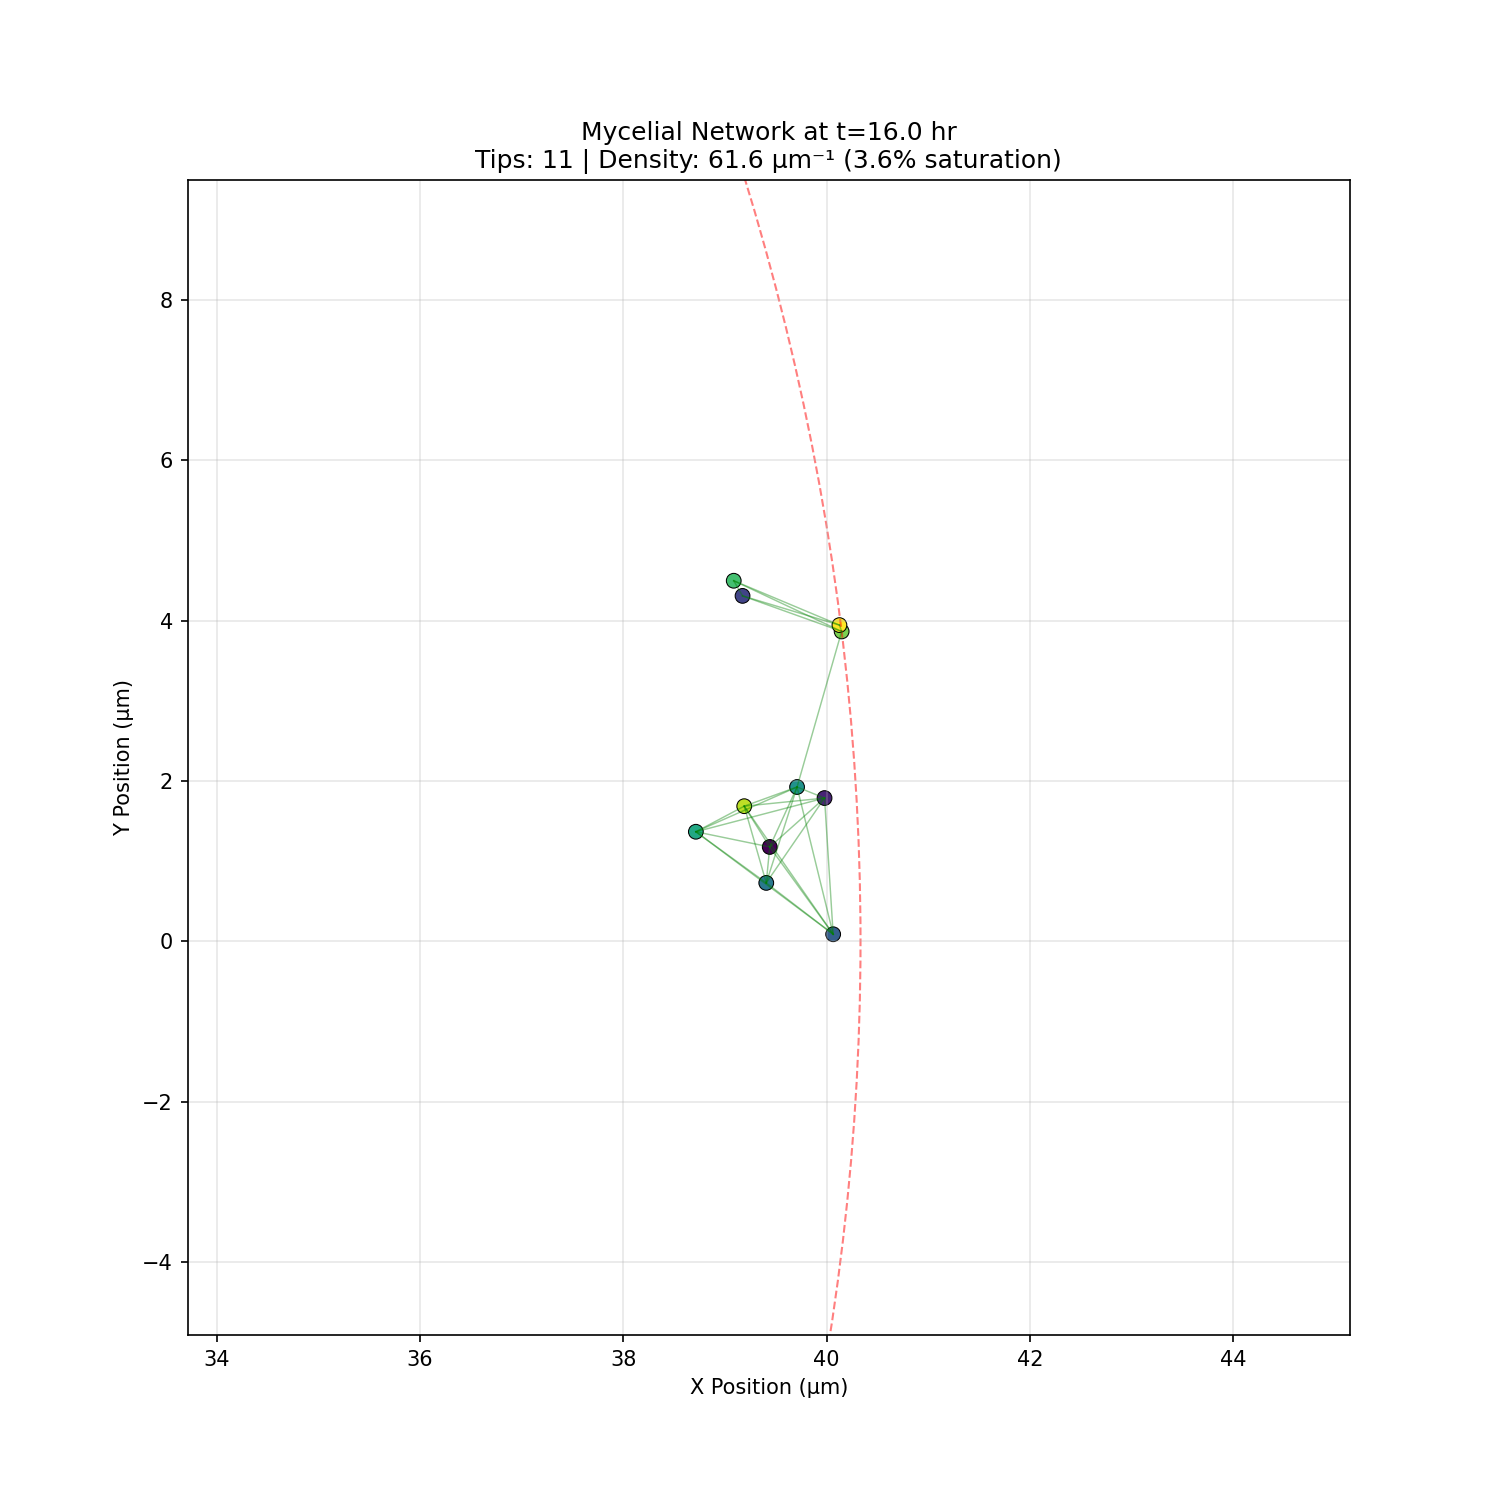 Mycelial Network at t=16.0 hr
Tips: 11 | Density: 61.6 μm⁻¹ (3.6% saturation)
8
6
4
2
0
−2
−4
Y Position (μm)
34 36 38 40 42 44
X Position (μm)